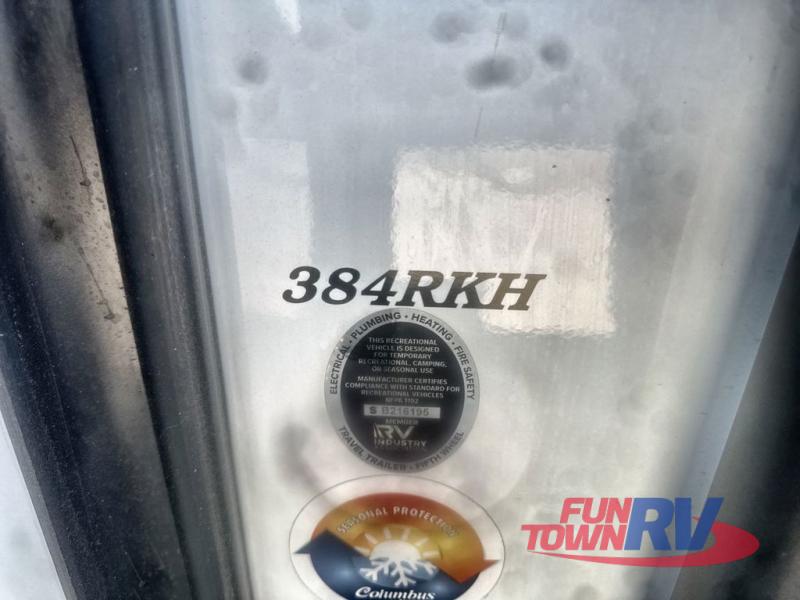 384RKH
ELECTRICAL • PLUMBING • HEATING • FIRE SAFETY
THIS RECREATIONAL
VEHICLE IS DESIGNED
FOR TEMPORARY
RECREATIONAL, CAMPING,
OR SEASONAL USE
MANUFACTURER CERTIFIES
COMPLIANCE WITH STANDARD FOR
RECREATIONAL VEHICLES
NFPA 1192
S B216195
MEMBER
RV
INDUSTRY
TRAVEL TRAILER • FIFTH WHEEL
SEASONAL PROTECTION
Columbus
FUN
TOWN RV